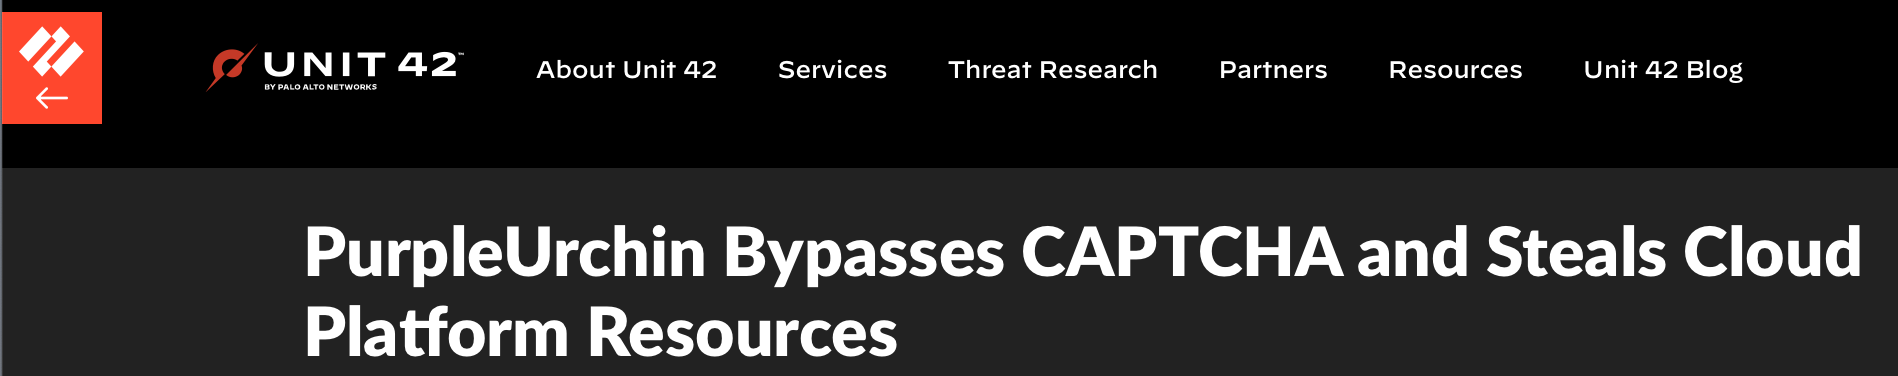 UNIT 42™
BY PALO ALTO NETWORKS
About Unit 42 Services Threat Research Partners Resources Unit 42 Blog
PurpleUrchin Bypasses CAPTCHA and Steals Cloud
Platform Resources